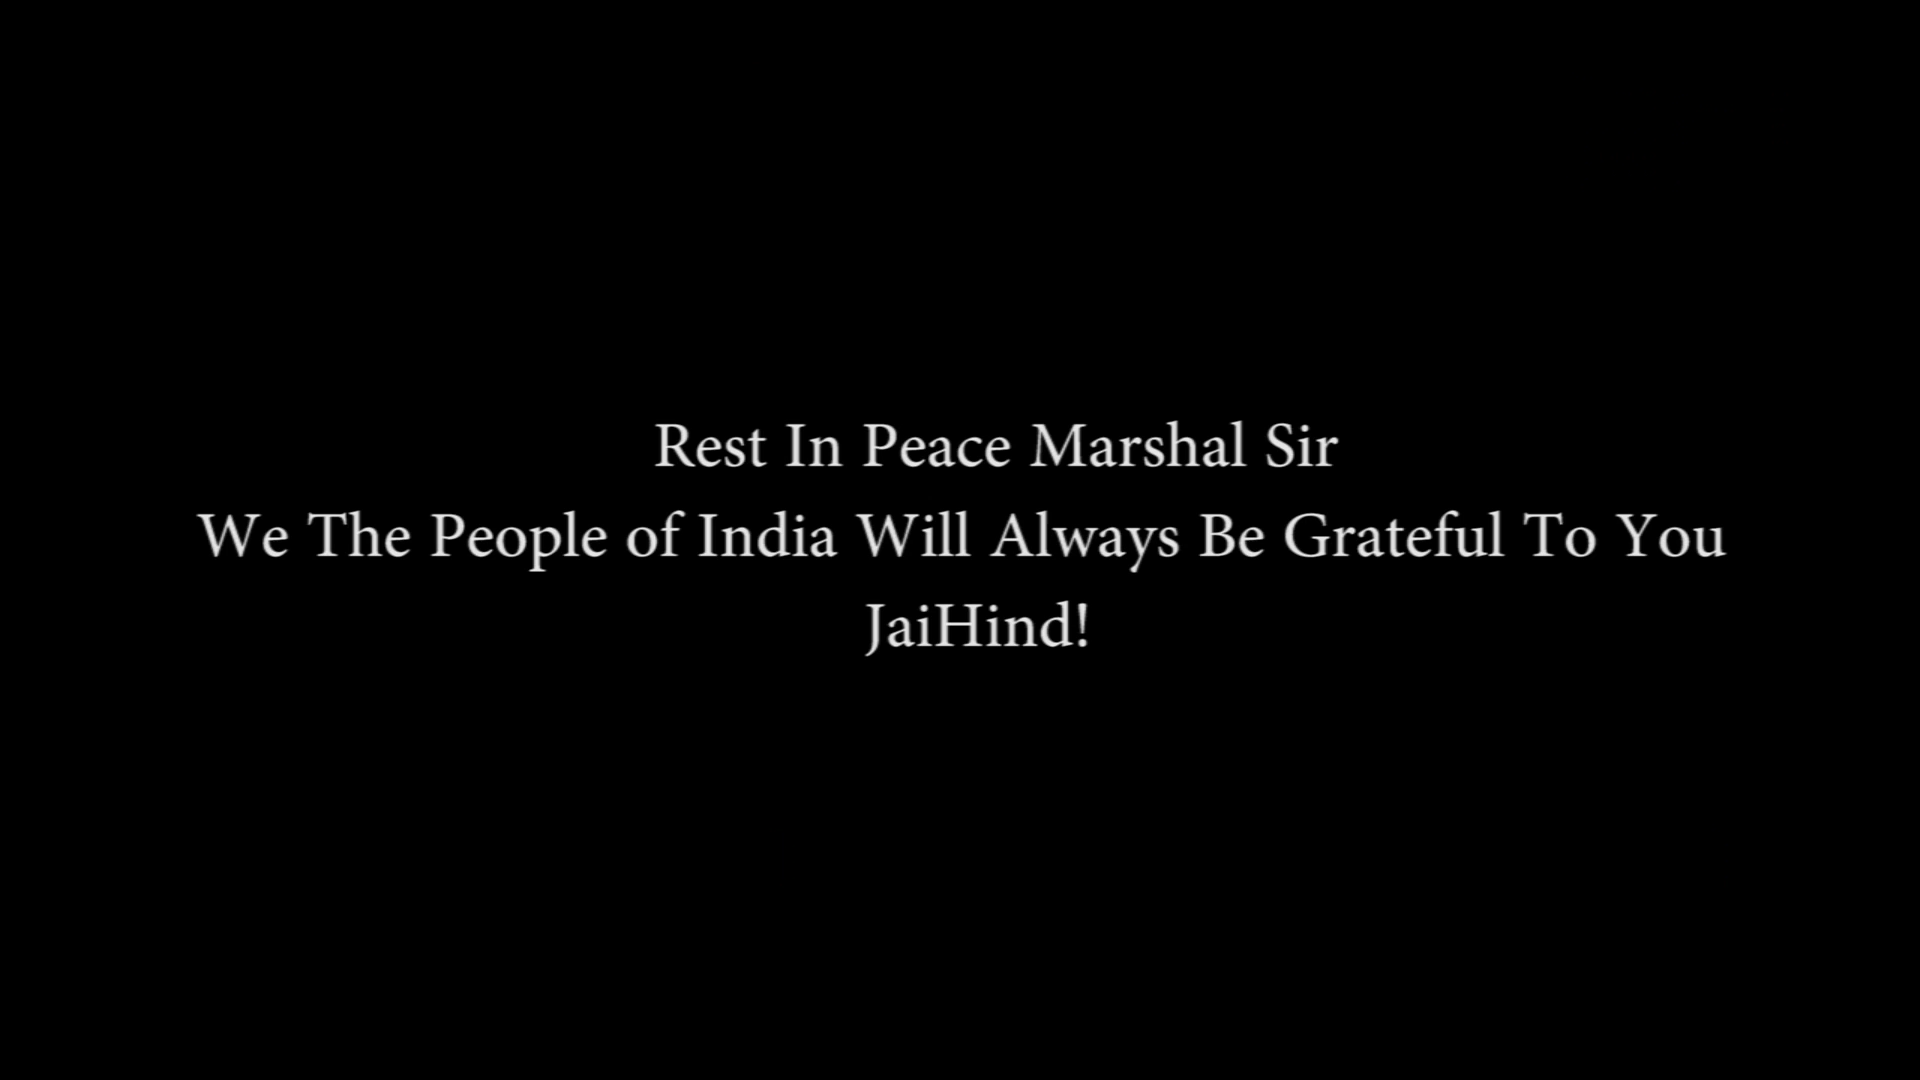 Rest In Peace Marshal Sir
We The People of India Will Always Be Grateful To You
JaiHind!